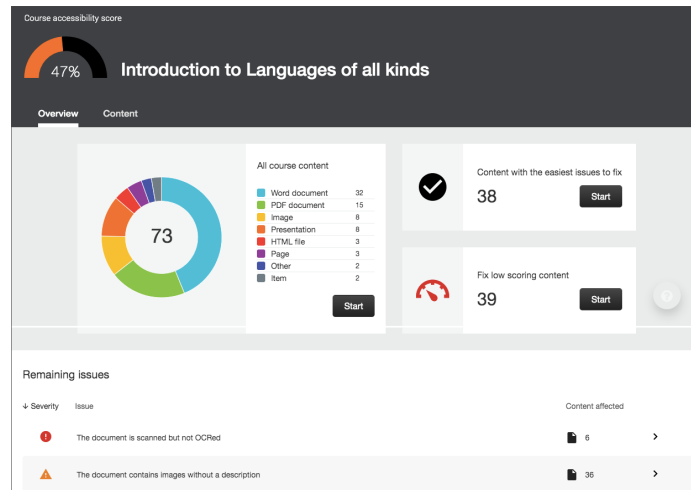 Course accessibility score
47%
Introduction to Languages of all kinds
Overview Content
73
All course content
Word document 32
PDF document 15
Image 8
Presentation 8
HTML file 3
Page 3
Other 2
Item 2
Start
Content with the easiest issues to fix
38
Start
Fix low scoring content
39
Start
Remaining issues
↓ Severity Issue Content affected
The document is scanned but not OCRed 6
The document contains images without a description 36